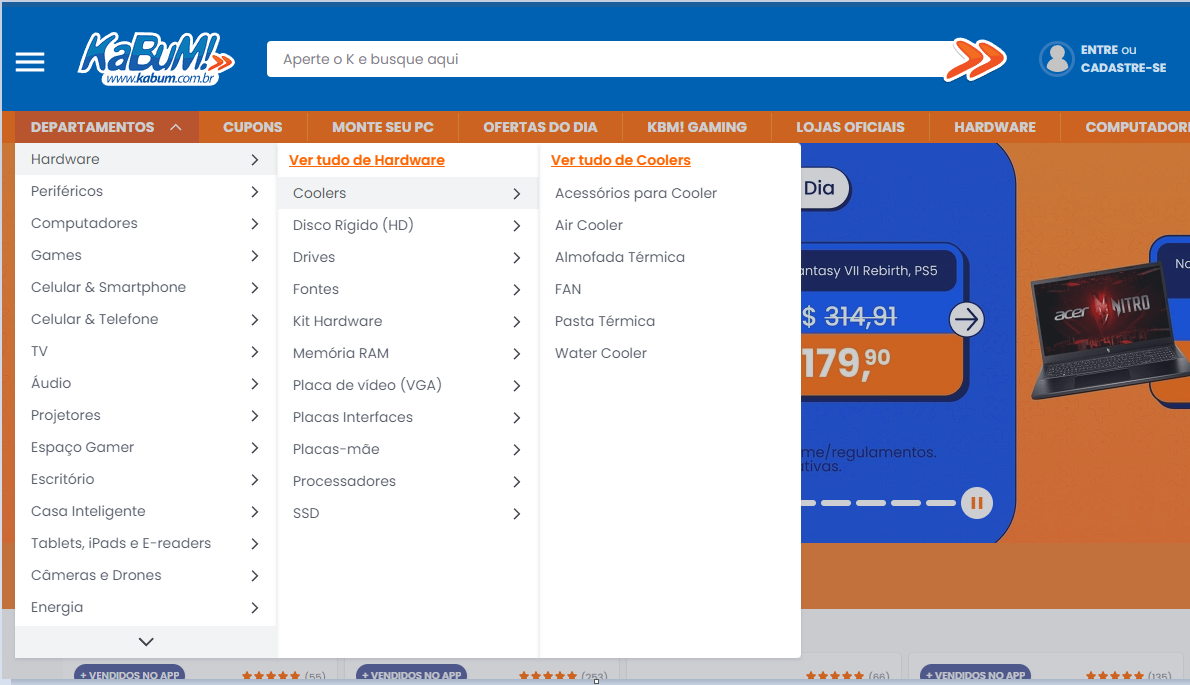 KaBuM!
www.kabum.com.br
Aperte o K e busque aqui
ENTRE ou
CADASTRE-SE
DEPARTAMENTOS
CUPONS
MONTE SEU PC
OFERTAS DO DIA
KBM! GAMING
LOJAS OFICIAIS
HARDWARE
COMPUTADOR
Hardware
Periféricos
Computadores
Games
Celular & Smartphone
Celular & Telefone
TV
Áudio
Projetores
Espaço Gamer
Escritório
Casa Inteligente
Tablets, iPads e E-readers
Câmeras e Drones
Energia
Ver tudo de Hardware
Coolers
Disco Rígido (HD)
Drives
Fontes
Kit Hardware
Memória RAM
Placa de vídeo (VGA)
Placas Interfaces
Placas-mãe
Processadores
SSD
Ver tudo de Coolers
Acessórios para Cooler
Air Cooler
Almofada Térmica
FAN
Pasta Térmica
Water Cooler
Dia
antasy VII Rebirth, PS5
$ 314,91
179,90
me/regulamentos.
ativas.
acer NITRO
No
+ VENDIDOS NO APP
(55)
+ VENDIDOS NO APP
(253)
(66)
+ VENDIDOS NO APP
(135)